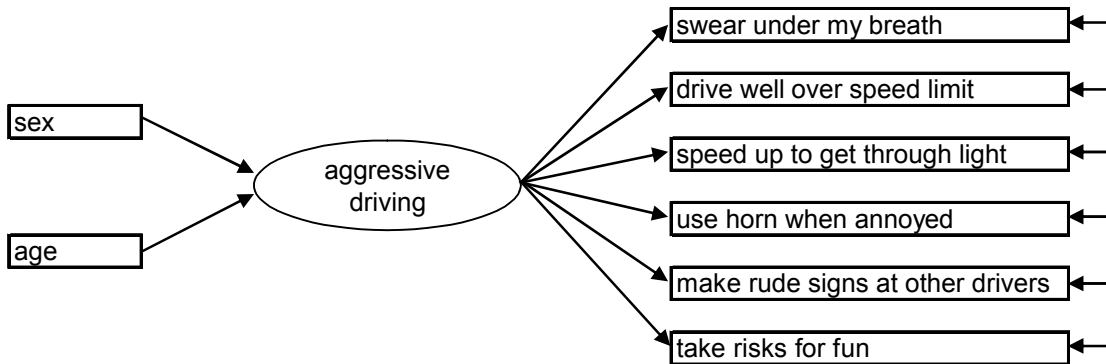 swear under my breath
drive well over speed limit
sex
speed up to get through light
aggressive
driving
use horn when annoyed
age
make rude signs at other drivers
take risks for fun